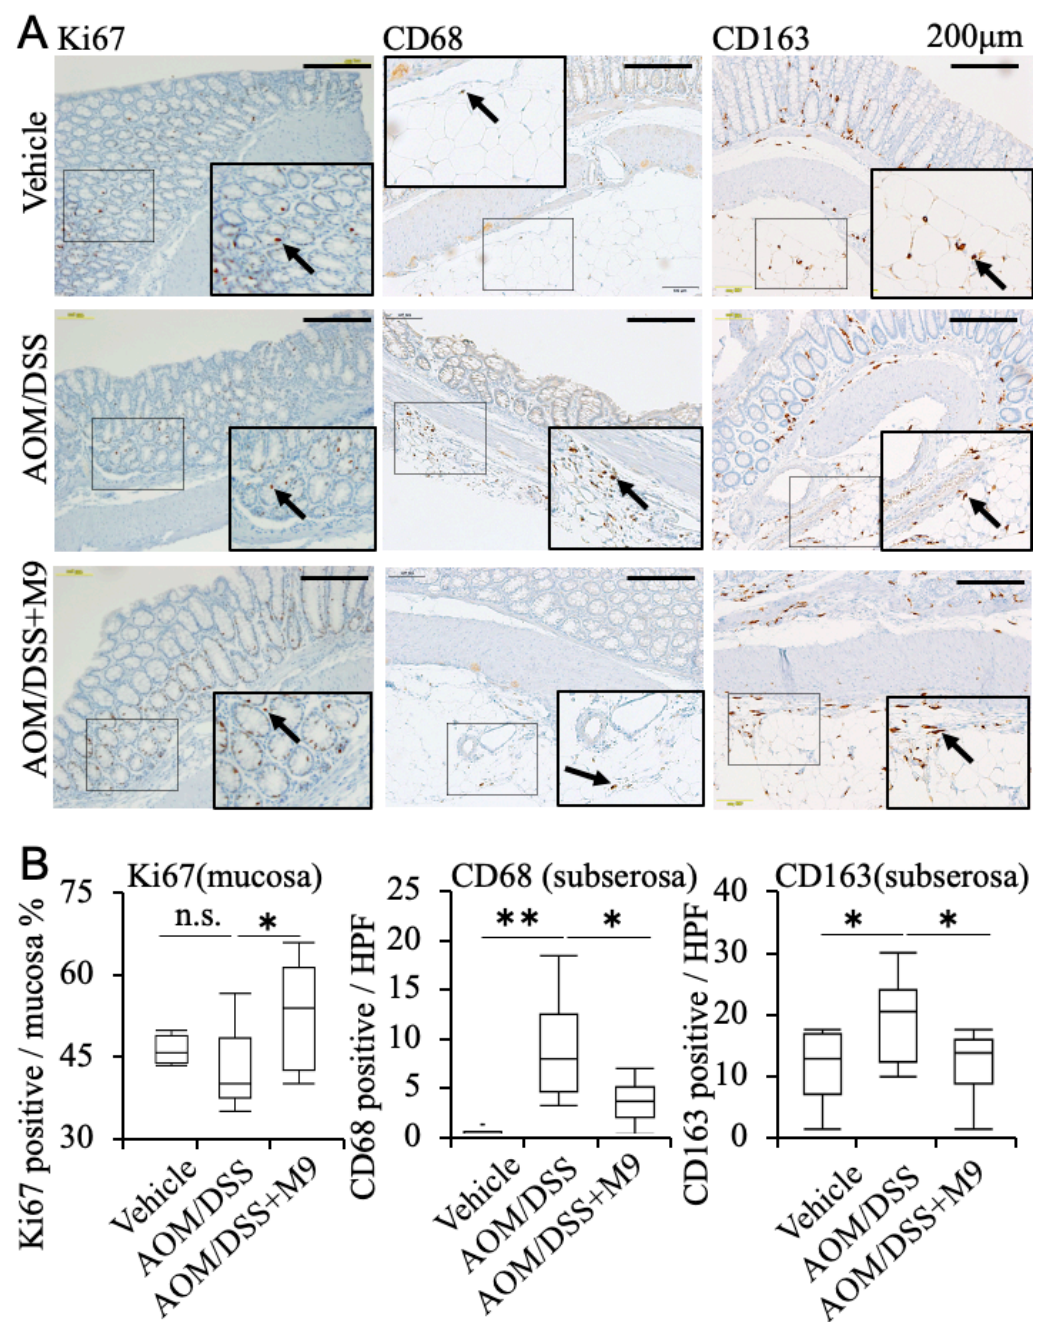 A Ki67 CD68 CD163 200μm
Vehicle
AOM/DSS
AOM/DSS+M9
B
Ki67(mucosa)
Ki67 positive / mucosa %
75
60
45
30
n.s.
*
Vehicle
AOM/DSS
AOM/DSS+M9
CD68 (subserosa)
CD68 positive / HPF
25
20
15
10
5
0
**
*
Vehicle
AOM/DSS
AOM/DSS+M9
CD163(subserosa)
CD163 positive / HPF
40
30
20
10
0
*
*
Vehicle
AOM/DSS
AOM/DSS+M9